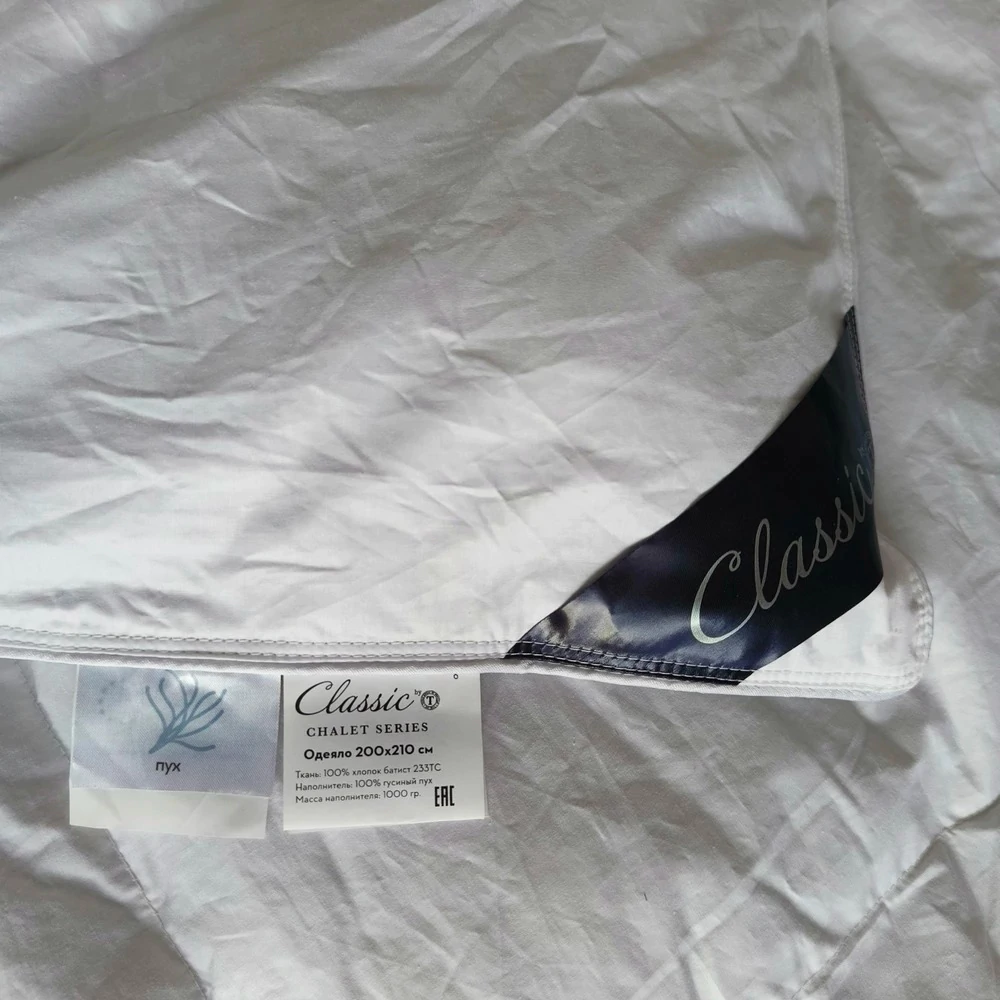 Classic
пух
Classic by T
CHALET SERIES
Одеяло 200х210 см
Ткань: 100% хлопок батист 233ТС
Наполнитель: 100% гусиный пух
Масса наполнителя: 1000 гр.
EAC